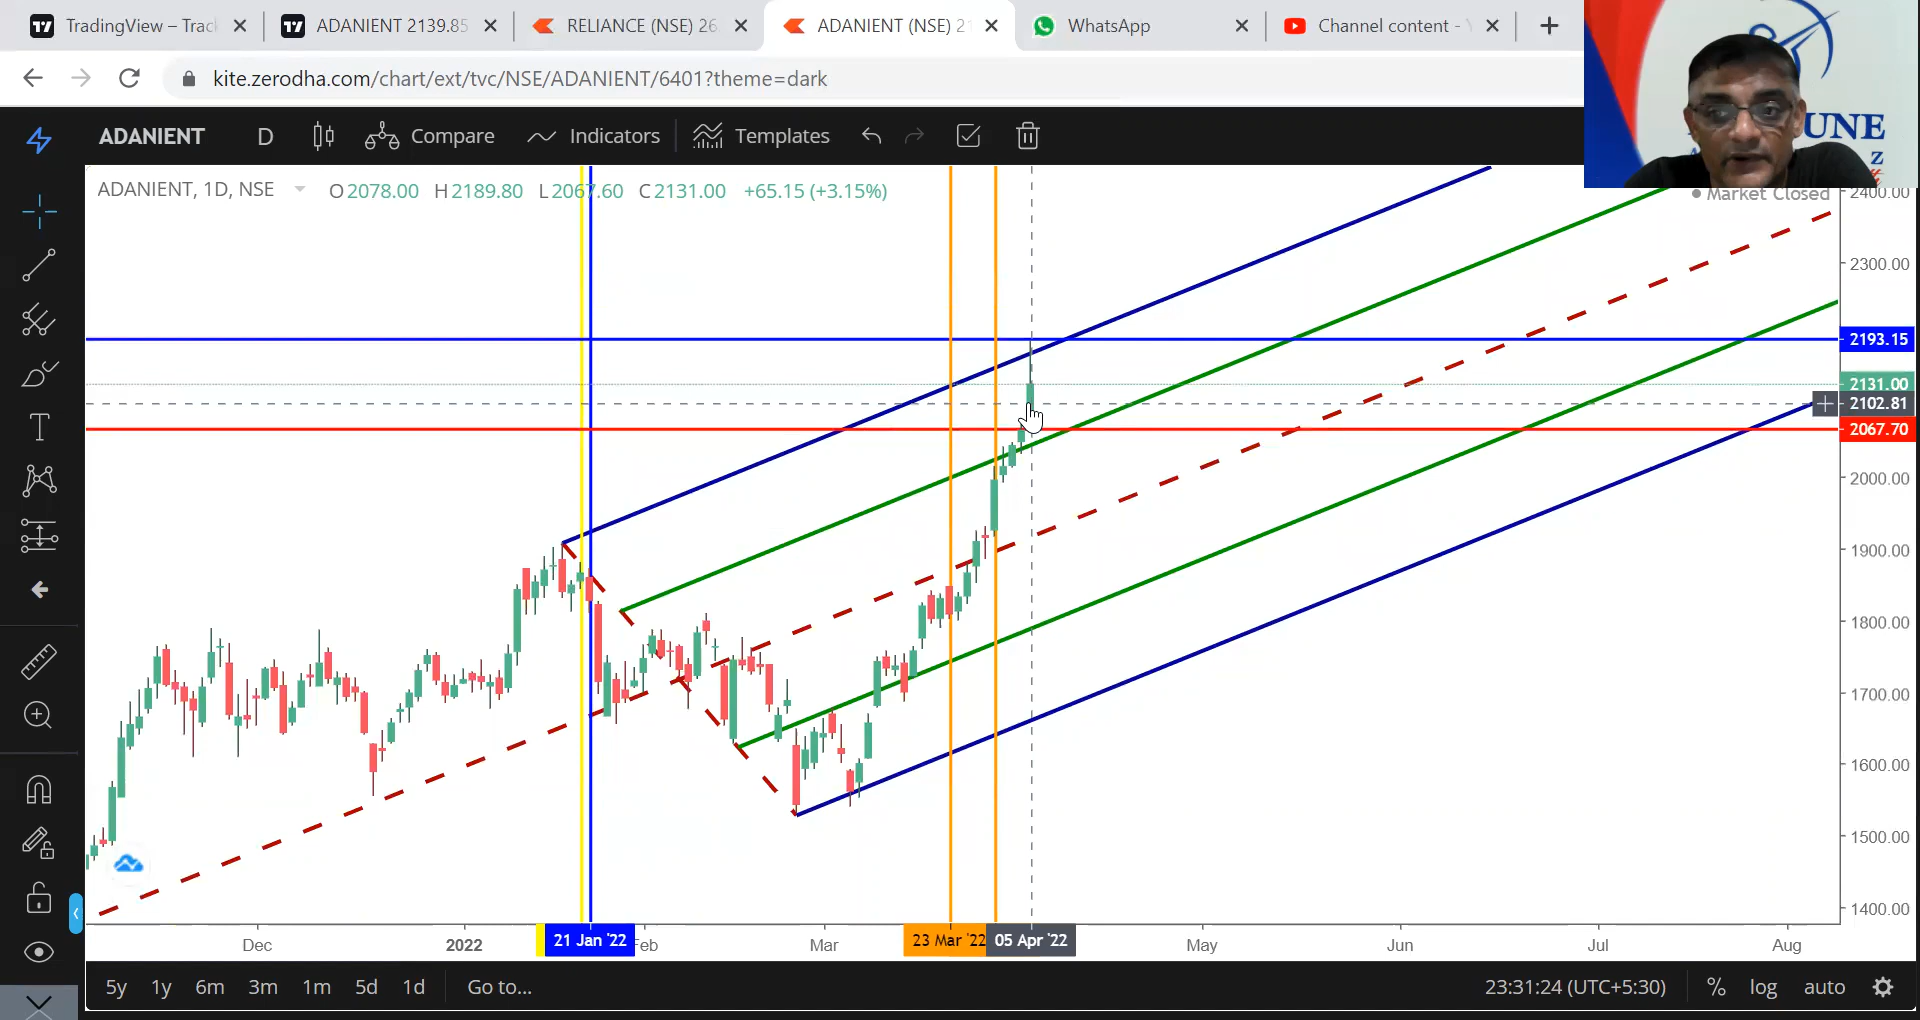 TradingView – Trac
ADANIENT 2139.85
RELIANCE (NSE) 26
ADANIENT (NSE) 21
WhatsApp
Channel content -
kite.zerodha.com/chart/ext/tvc/NSE/ADANIENT/6401?theme=dark
UNE
Z
ADANIENT
D
Compare
Indicators
Templates
ADANIENT, 1D, NSE
O2078.00 H2189.80 L2067.60 C2131.00 +65.15 (+3.15%)
Market Closed
2400.00
2300.00
2193.15
2131.00
2102.81
2067.70
2000.00
1900.00
1800.00
1700.00
1600.00
1500.00
1400.00
Dec
2022
21 Jan '22
Feb
Mar
23 Mar '22
05 Apr '22
May
Jun
Jul
Aug
5y 1y 6m 3m 1m 5d 1d Go to...
23:31:24 (UTC+5:30) % log auto